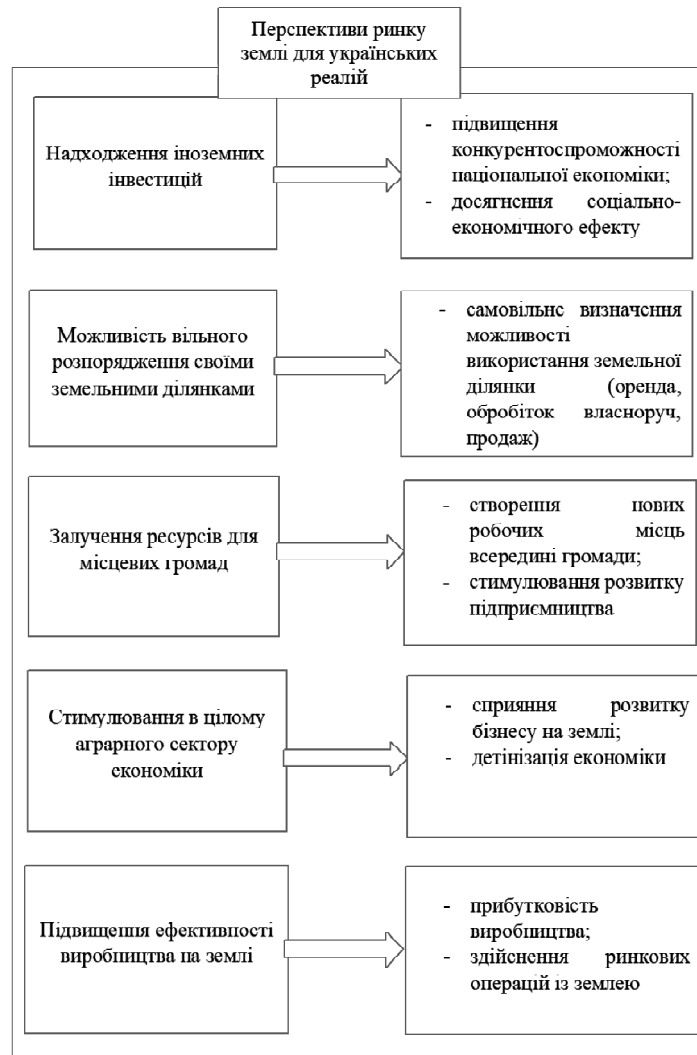 Перспективи ринку
землі для українських
реалій
Надходження іноземних
інвестицій
- підвищення
конкурентоспроможності
національної економіки;
- досягнення соціально-
економічного ефекту
Можливість вільного
розпорядження своїми
земельними ділянками
- самовільне визначення
можливості
використання земельної
ділянки (оренда,
обробіток власноруч,
продаж)
Залучення ресурсів для
місцевих громад
- створення нових
робочих місць
всередині громади;
- стимулювання розвитку
підприємництва
Стимулювання в цілому
аграрного сектору
економіки
- сприяння розвитку
бізнесу на землі;
- детінізація економіки
Підвищення ефективності
виробництва на землі
- прибутковість
виробництва;
- здійснення ринкових
операцій із землею